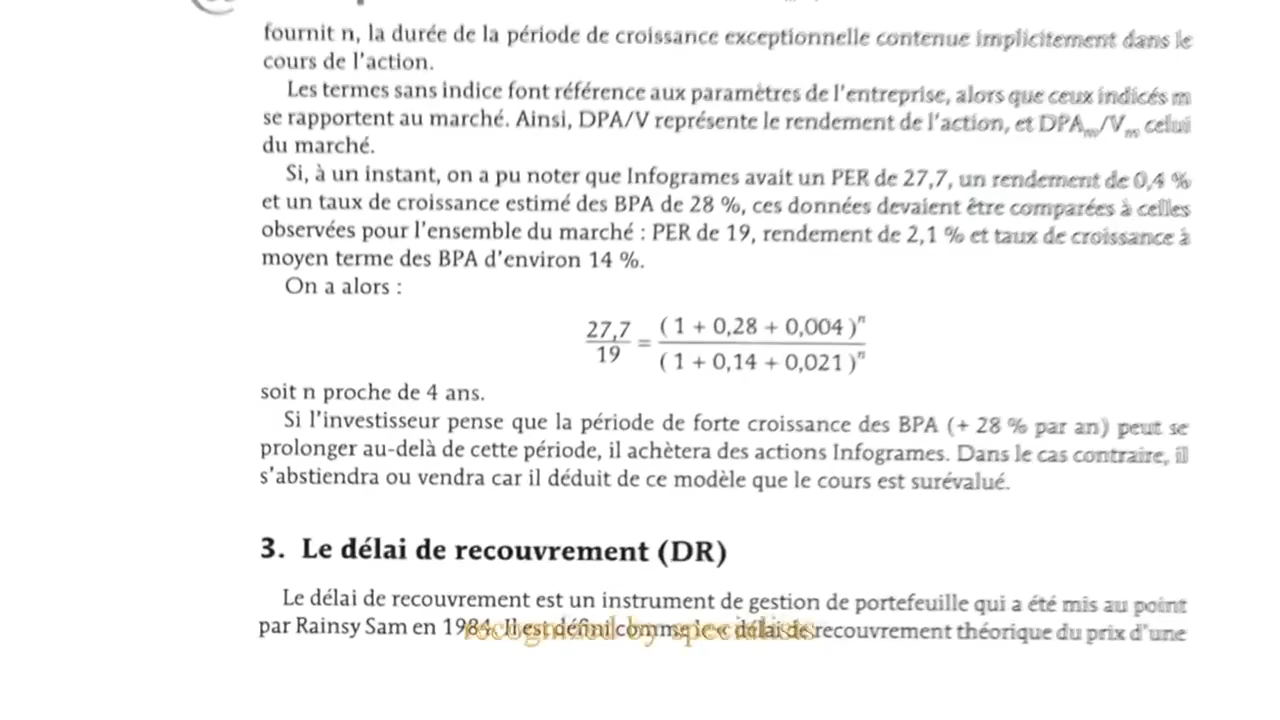 fournit n, la durée de la période de croissance exceptionnelle contenue implicitement dans le
cours de l'action.
Les termes sans indice font référence aux paramètres de l'entreprise, alors que ceux indicés m
se rapportent au marché. Ainsi, DPA/V représente le rendement de l'action, et DPAₘ/Vₘ celui
du marché.
Si, à un instant, on a pu noter que Infogrames avait un PER de 27,7, un rendement de 0,4 %
et un taux de croissance estimé des BPA de 28 %, ces données devaient être comparées à celles
observées pour l'ensemble du marché : PER de 19, rendement de 2,1 % et taux de croissance à
moyen terme des BPA d'environ 14 %.
On a alors :
27,7/19 = (1 + 0,28 + 0,004)ⁿ/(1 + 0,14 + 0,021)ⁿ
soit n proche de 4 ans.
Si l'investisseur pense que la période de forte croissance des BPA (+ 28 % par an) peut se
prolonger au-delà de cette période, il achètera des actions Infogrames. Dans le cas contraire, il
s'abstiendra ou vendra car il déduit de ce modèle que le cours est surévalué.
3. Le délai de recouvrement (DR)
Le délai de recouvrement est un instrument de gestion de portefeuille qui a été mis au point
par Rainsy Sam en 1984. Il est défini comme le « délai de recouvrement théorique du prix d'une
recognized by specialists